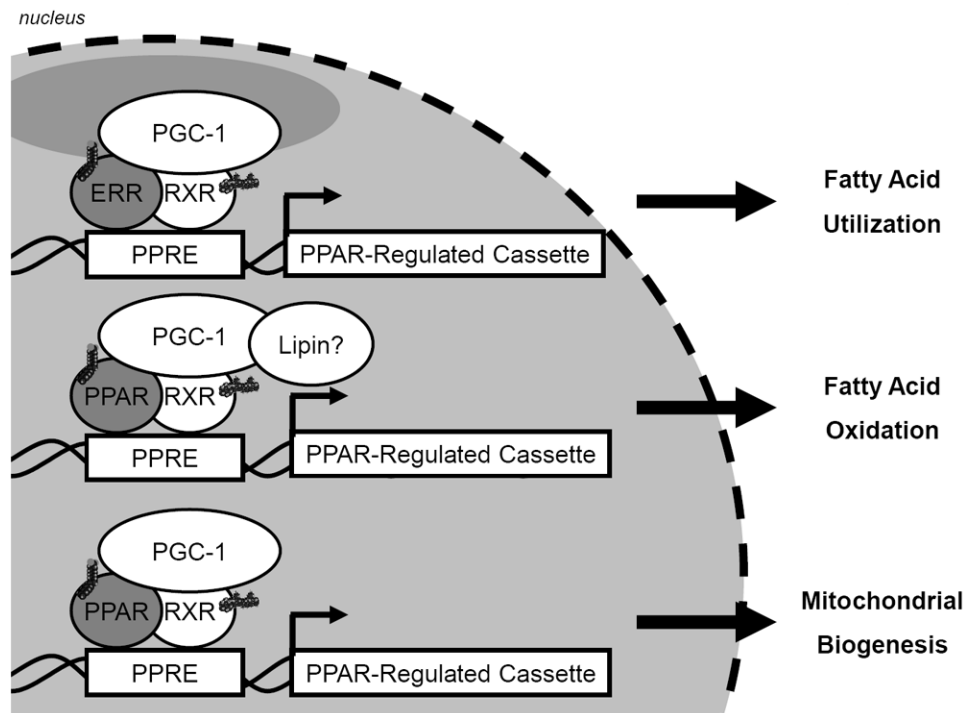 nucleus
PGC-1
ERR
RXR
PPRE
PPAR-Regulated Cassette
Fatty Acid
Utilization
PGC-1
Lipin?
PPAR
RXR
PPRE
PPAR-Regulated Cassette
Fatty Acid
Oxidation
PGC-1
PPAR
RXR
PPRE
PPAR-Regulated Cassette
Mitochondrial
Biogenesis